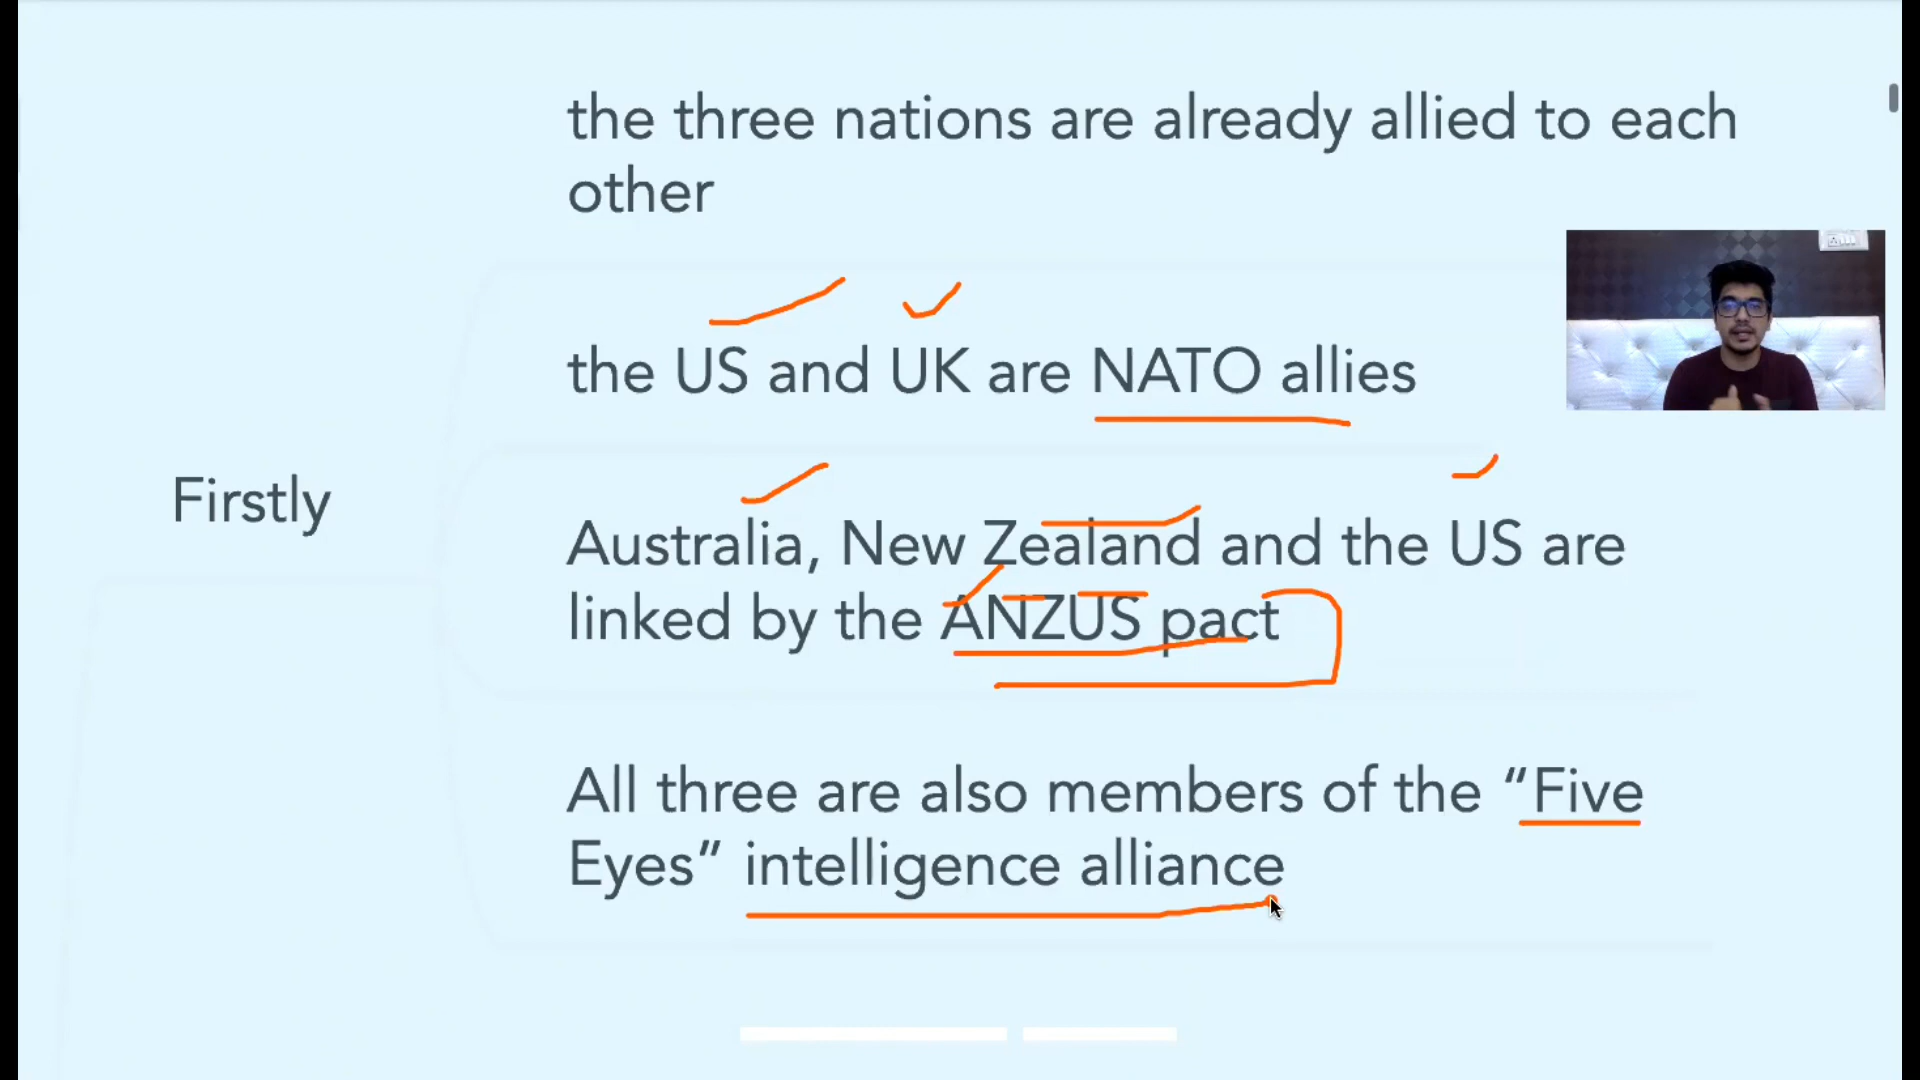 the three nations are already allied to each
other
the US and UK are NATO allies
Firstly
Australia, New Zealand and the US are
linked by the ANZUS pact
All three are also members of the “Five
Eyes” intelligence alliance